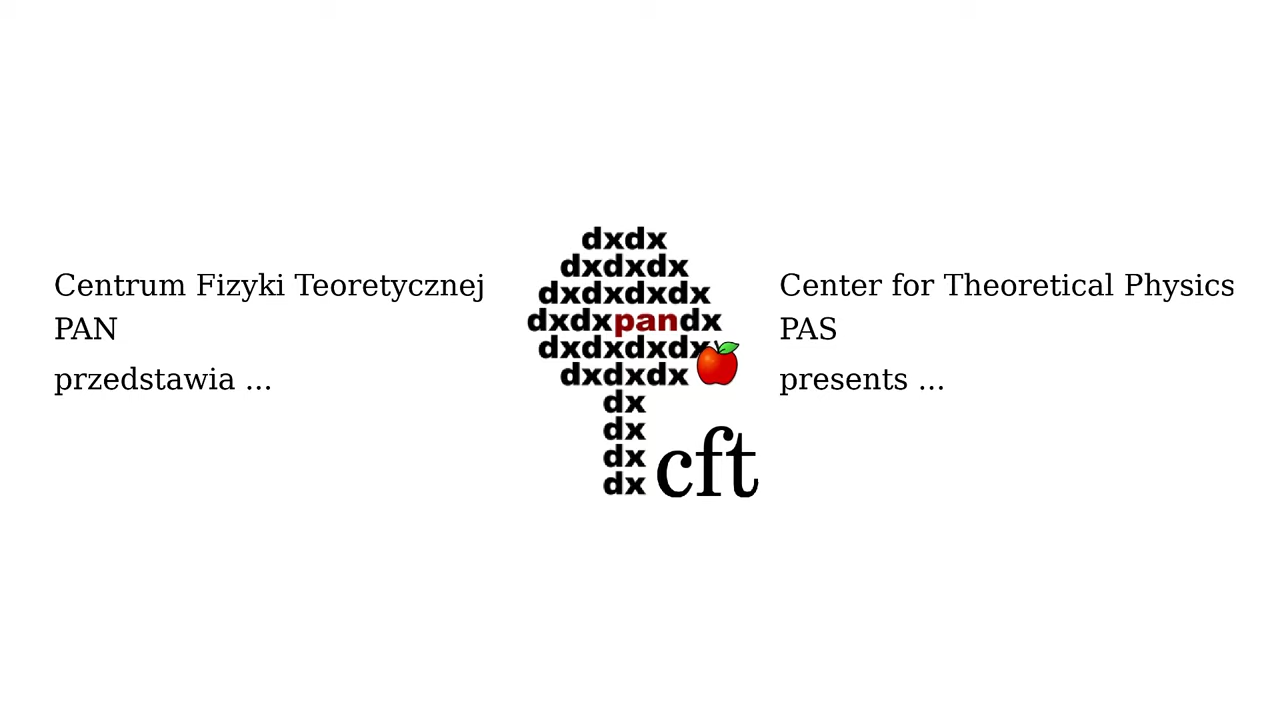 Centrum Fizyki Teoretycznej
PAN
przedstawia ...
dxdx
dxdxdx
dxdxdxdx
dxdxpandx
dxdxdxdx
dxdxdx
dx
dx
dx
dx
cft
Center for Theoretical Physics
PAS
presents ...